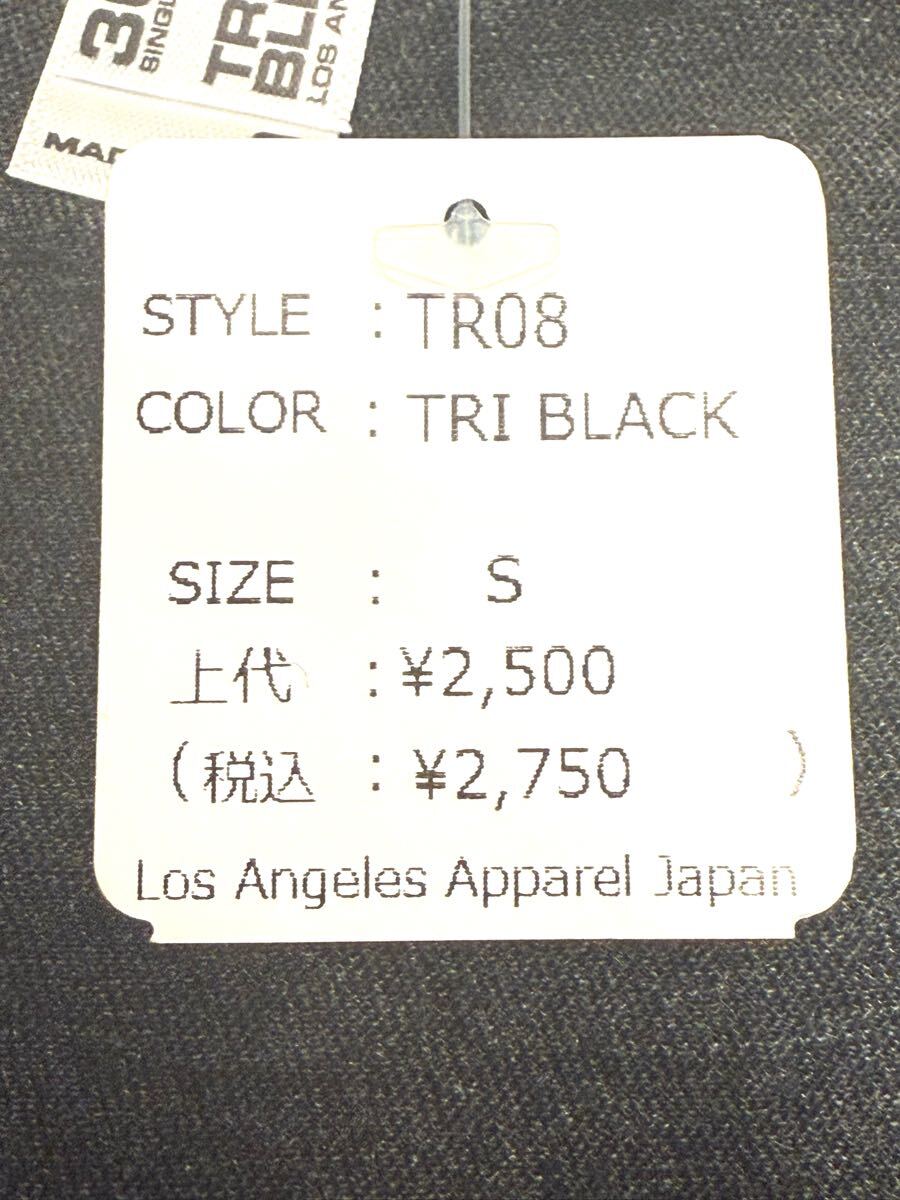 STYLE : TR08
COLOR : TRI BLACK
SIZE : S
上代 : ¥2,500
(税込 : ¥2,750 )
Los Angeles Apparel Japan